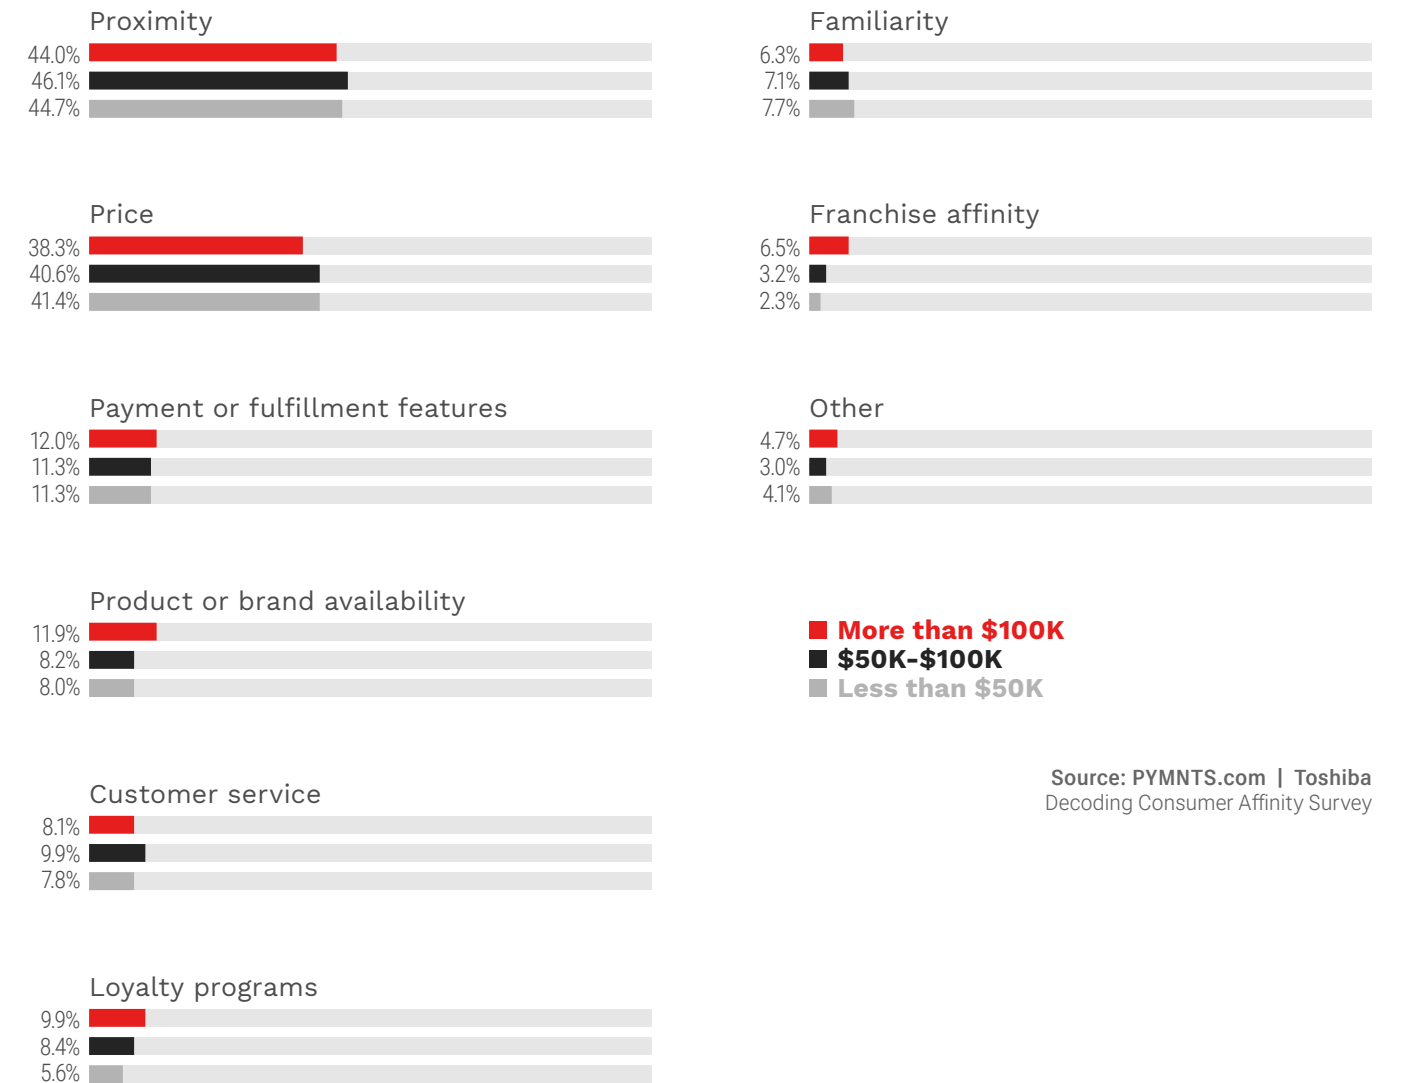 Proximity
44.0%
46.1%
44.7%
Price
38.3%
40.6%
41.4%
Payment or fulfillment features
12.0%
11.3%
11.3%
Product or brand availability
11.9%
8.2%
8.0%
Customer service
8.1%
9.9%
7.8%
Loyalty programs
9.9%
8.4%
5.6%
Familiarity
6.3%
7.1%
7.7%
Franchise affinity
6.5%
3.2%
2.3%
Other
4.7%
3.0%
4.1%
More than $100K
$50K-$100K
Less than $50K
Source: PYMNTS.com | Toshiba
Decoding Consumer Affinity Survey